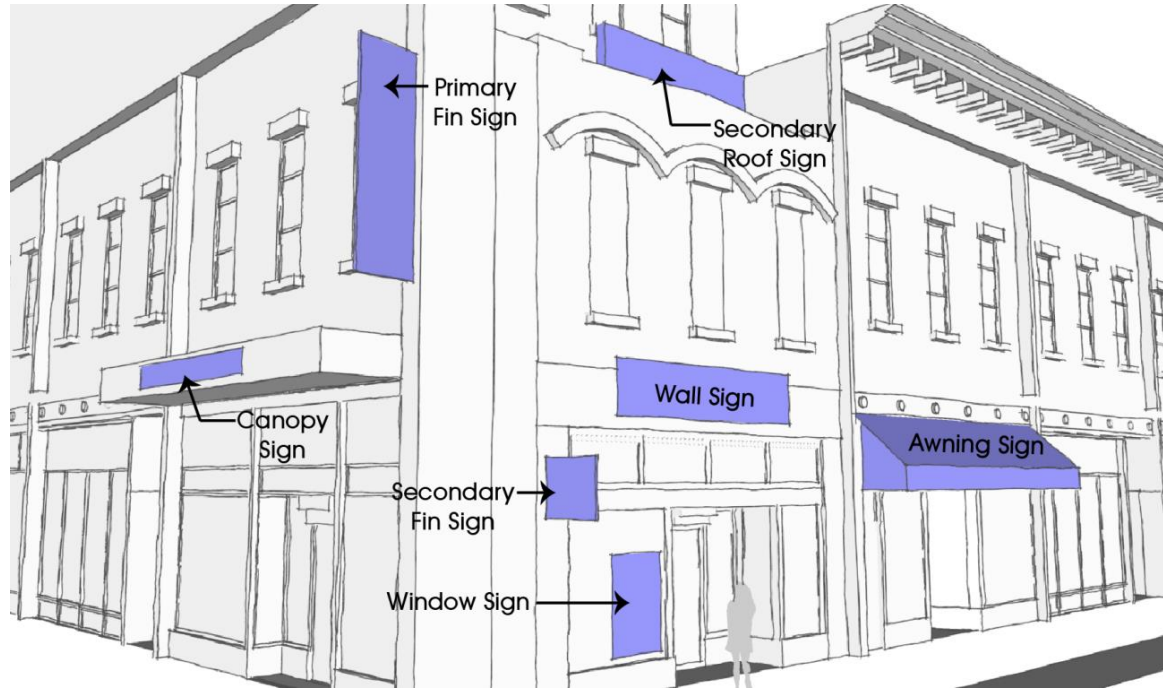 Primary
Fin Sign
Secondary
Roof Sign
Canopy
Sign
Wall Sign
Awning Sign
Secondary
Fin Sign
Window Sign